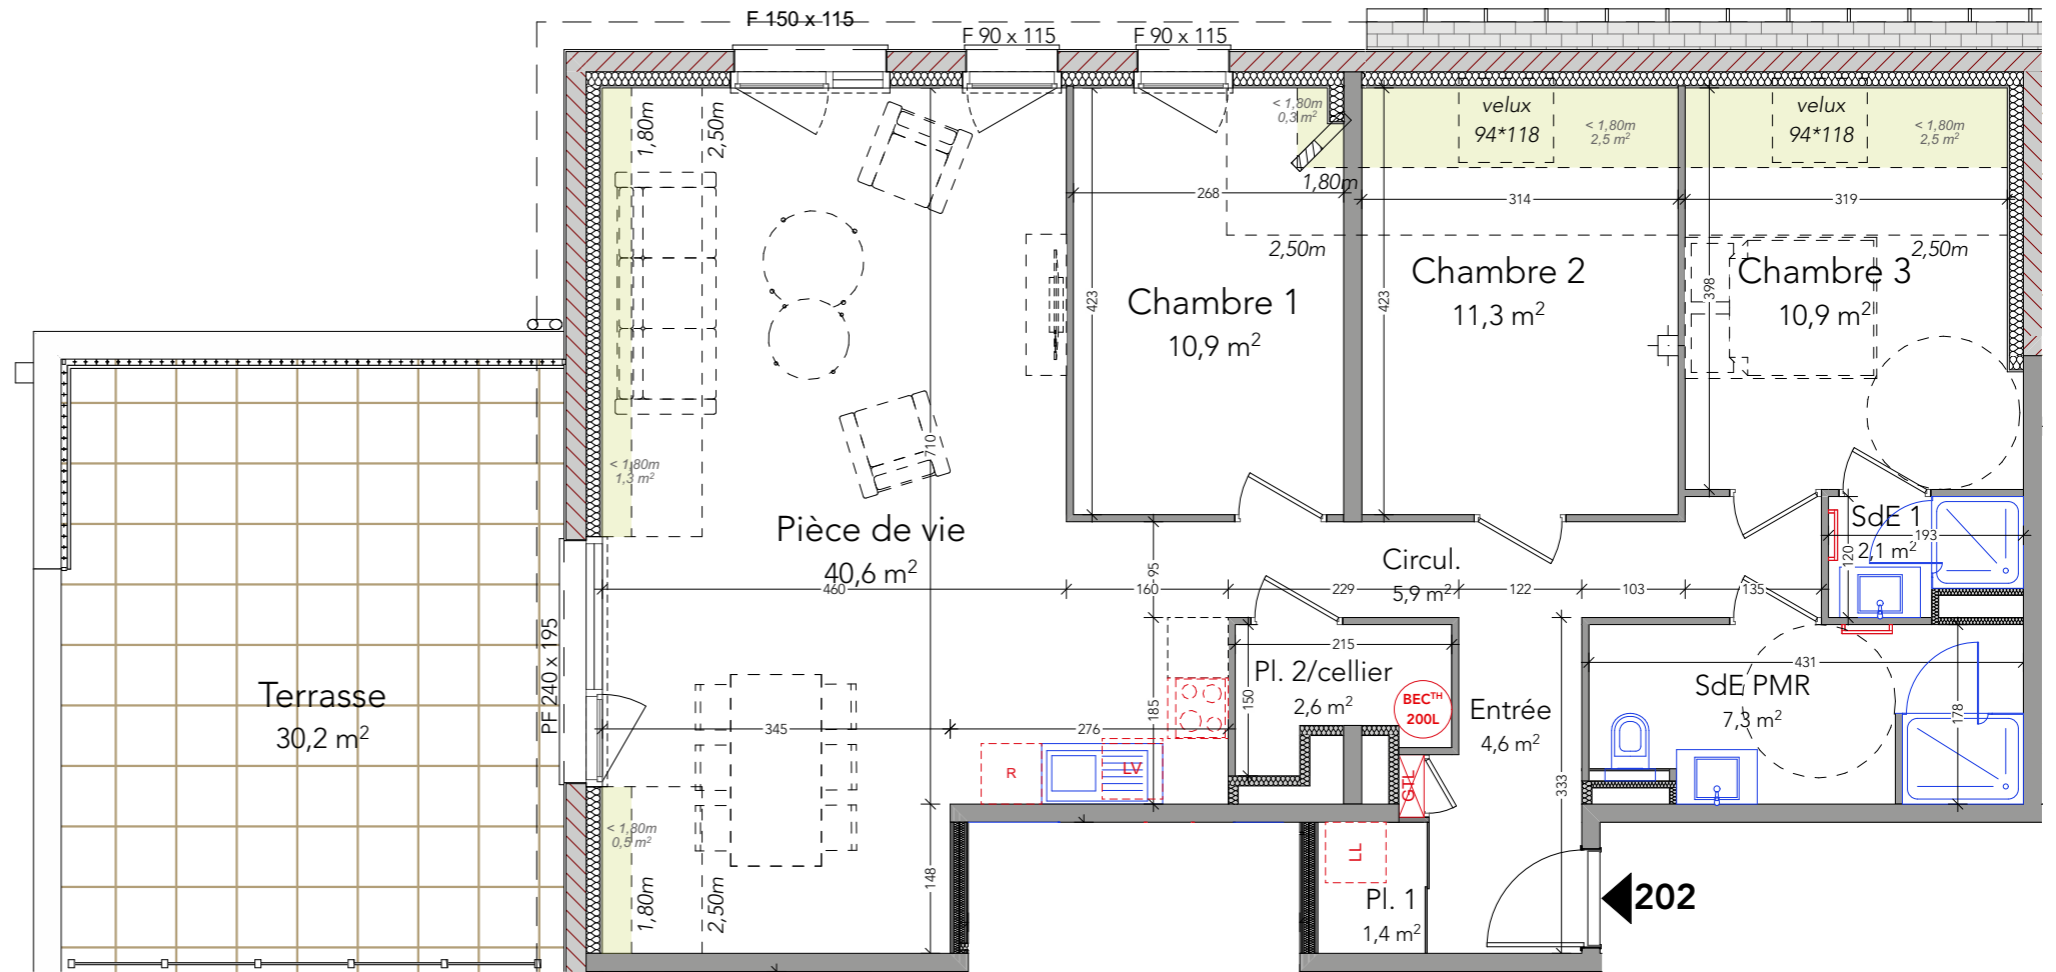 F 150 x 115
F 90 x 115
F 90 x 115
1,80m
2,50m
< 1,80m
0,3 m²
velux
94*118
< 1,80m
2,5 m²
velux
94*118
< 1,80m
2,5 m²
1,80m
268
314
319
2,50m
2,50m
Chambre 1
10,9 m²
Chambre 2
11,3 m²
Chambre 3
10,9 m²
423
423
398
710
< 1,80m
1,3 m²
Pièce de vie
40,6 m²
Circul.
5,9 m²
SdE 1
2,1 m²
193
120
460
160
95
229
122
103
135
PF 240 x 195
Terrasse
30,2 m²
345
276
185
215
150
Pl. 2/cellier
2,6 m²
BECTH
200L
Entrée
4,6 m²
431
SdE PMR
7,3 m²
178
R
LV
GTL
333
< 1,80m
0,5 m²
1,80m
2,50m
148
LL
Pl. 1
1,4 m²
202